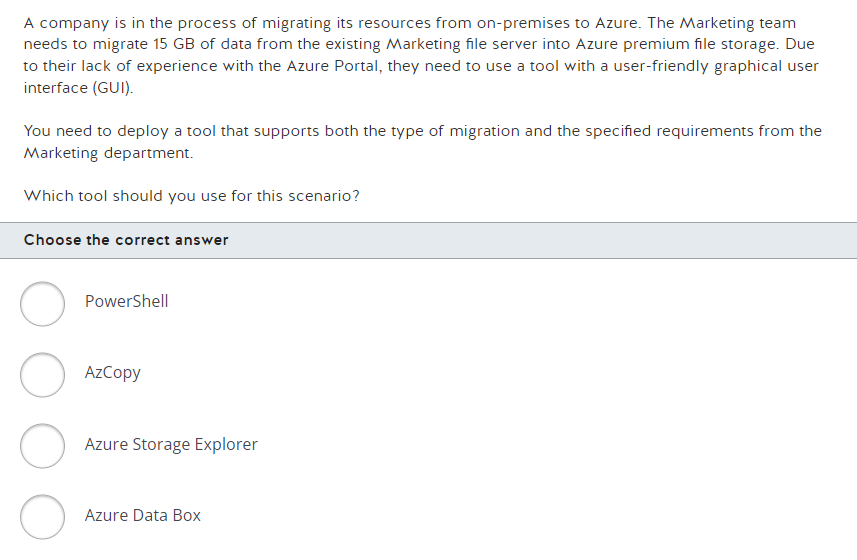 A company is in the process of migrating its resources from on-premises to Azure. The Marketing team
needs to migrate 15 GB of data from the existing Marketing file server into Azure premium file storage. Due
to their lack of experience with the Azure Portal, they need to use a tool with a user-friendly graphical user
interface (GUI).
You need to deploy a tool that supports both the type of migration and the specified requirements from the
Marketing department.
Which tool should you use for this scenario?
Choose the correct answer
PowerShell
AzCopy
Azure Storage Explorer
Azure Data Box